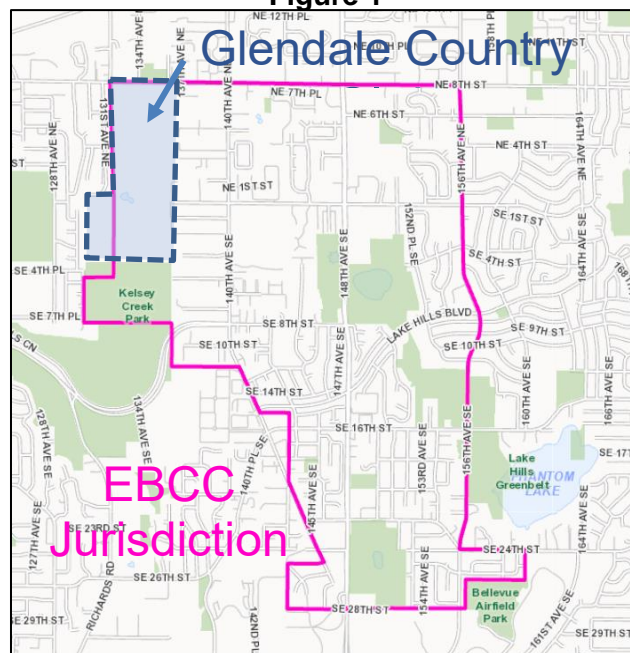 Figure 1
NE 12TH PL
134TH AVE NE
137TH AVE NE
140TH AVE NE
Glendale Country
NE 8TH ST
NE 7TH PL
NE 6TH ST
131ST AVE NE
128TH AVE NE
156TH AVE NE
164TH AVE NE
NE 4TH ST
NE 1ST ST
152ND PL SE
SE 1ST ST
140TH AVE SE
148TH AVE SE
SE 4TH ST
164TH AVE SE
SE 4TH PL
Kelsey
Creek
Park
SE 7TH PL
SE 8TH ST
LAKE HILLS BLVD
SE 9TH ST
SE 10TH ST
SE 10TH ST
147TH AVE SE
SE 14TH ST
160TH AVE SE
166TH AVE SE
134TH AVE SE
128TH AVE SE
SE 16TH ST
140TH PL SE
145TH AVE SE
153RD AVE SE
156TH AVE SE
Lake
Hills
Greenbelt
PHANTOM
LAKE
SE 17T
EBCC
Jurisdiction
SE 23RD ST
127TH AVE SE
SE 24TH ST
164TH AVE SE
SE 26TH ST
RICHARDS RD
SE 28TH ST
154TH AVE SE
Bellevue
Airfield
Park
161ST AVE SE
SE 29TH ST
142ND PL
SE 29TH ST